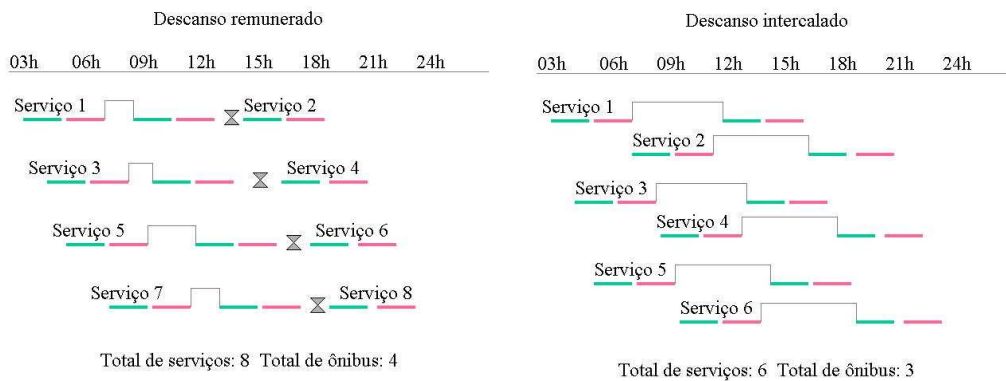 Descanso remunerado
03h 06h 09h 12h 15h 18h 21h 24h
Serviço 1 Serviço 2
Serviço 3 Serviço 4
Serviço 5 Serviço 6
Serviço 7 Serviço 8
Total de serviços: 8 Total de ônibus: 4
Descanso intercalado
03h 06h 09h 12h 15h 18h 21h 24h
Serviço 1
Serviço 2
Serviço 3
Serviço 4
Serviço 5
Serviço 6
Total de serviços: 6 Total de ônibus: 3